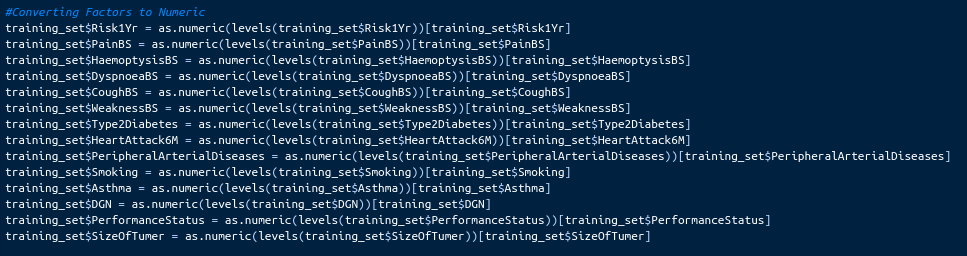 #Converting Factors to Numeric
training_set$Risk1Yr = as.numeric(levels(training_set$Risk1Yr))[training_set$Risk1Yr]
training_set$PainBS = as.numeric(levels(training_set$PainBS))[training_set$PainBS]
training_set$HaemoptysisBS = as.numeric(levels(training_set$HaemoptysisBS))[training_set$HaemoptysisBS]
training_set$DyspnoeaBS = as.numeric(levels(training_set$DyspnoeaBS))[training_set$DyspnoeaBS]
training_set$CoughBS = as.numeric(levels(training_set$CoughBS))[training_set$CoughBS]
training_set$WeaknessBS = as.numeric(levels(training_set$WeaknessBS))[training_set$WeaknessBS]
training_set$Type2Diabetes = as.numeric(levels(training_set$Type2Diabetes))[training_set$Type2Diabetes]
training_set$HeartAttack6M = as.numeric(levels(training_set$HeartAttack6M))[training_set$HeartAttack6M]
training_set$PeripheralArterialDiseases = as.numeric(levels(training_set$PeripheralArterialDiseases))[training_set$PeripheralArterialDiseases]
training_set$Smoking = as.numeric(levels(training_set$Smoking))[training_set$Smoking]
training_set$Asthma = as.numeric(levels(training_set$Asthma))[training_set$Asthma]
training_set$DGN = as.numeric(levels(training_set$DGN))[training_set$DGN]
training_set$PerformanceStatus = as.numeric(levels(training_set$PerformanceStatus))[training_set$PerformanceStatus]
training_set$SizeOfTumer = as.numeric(levels(training_set$SizeOfTumer))[training_set$SizeOfTumer]